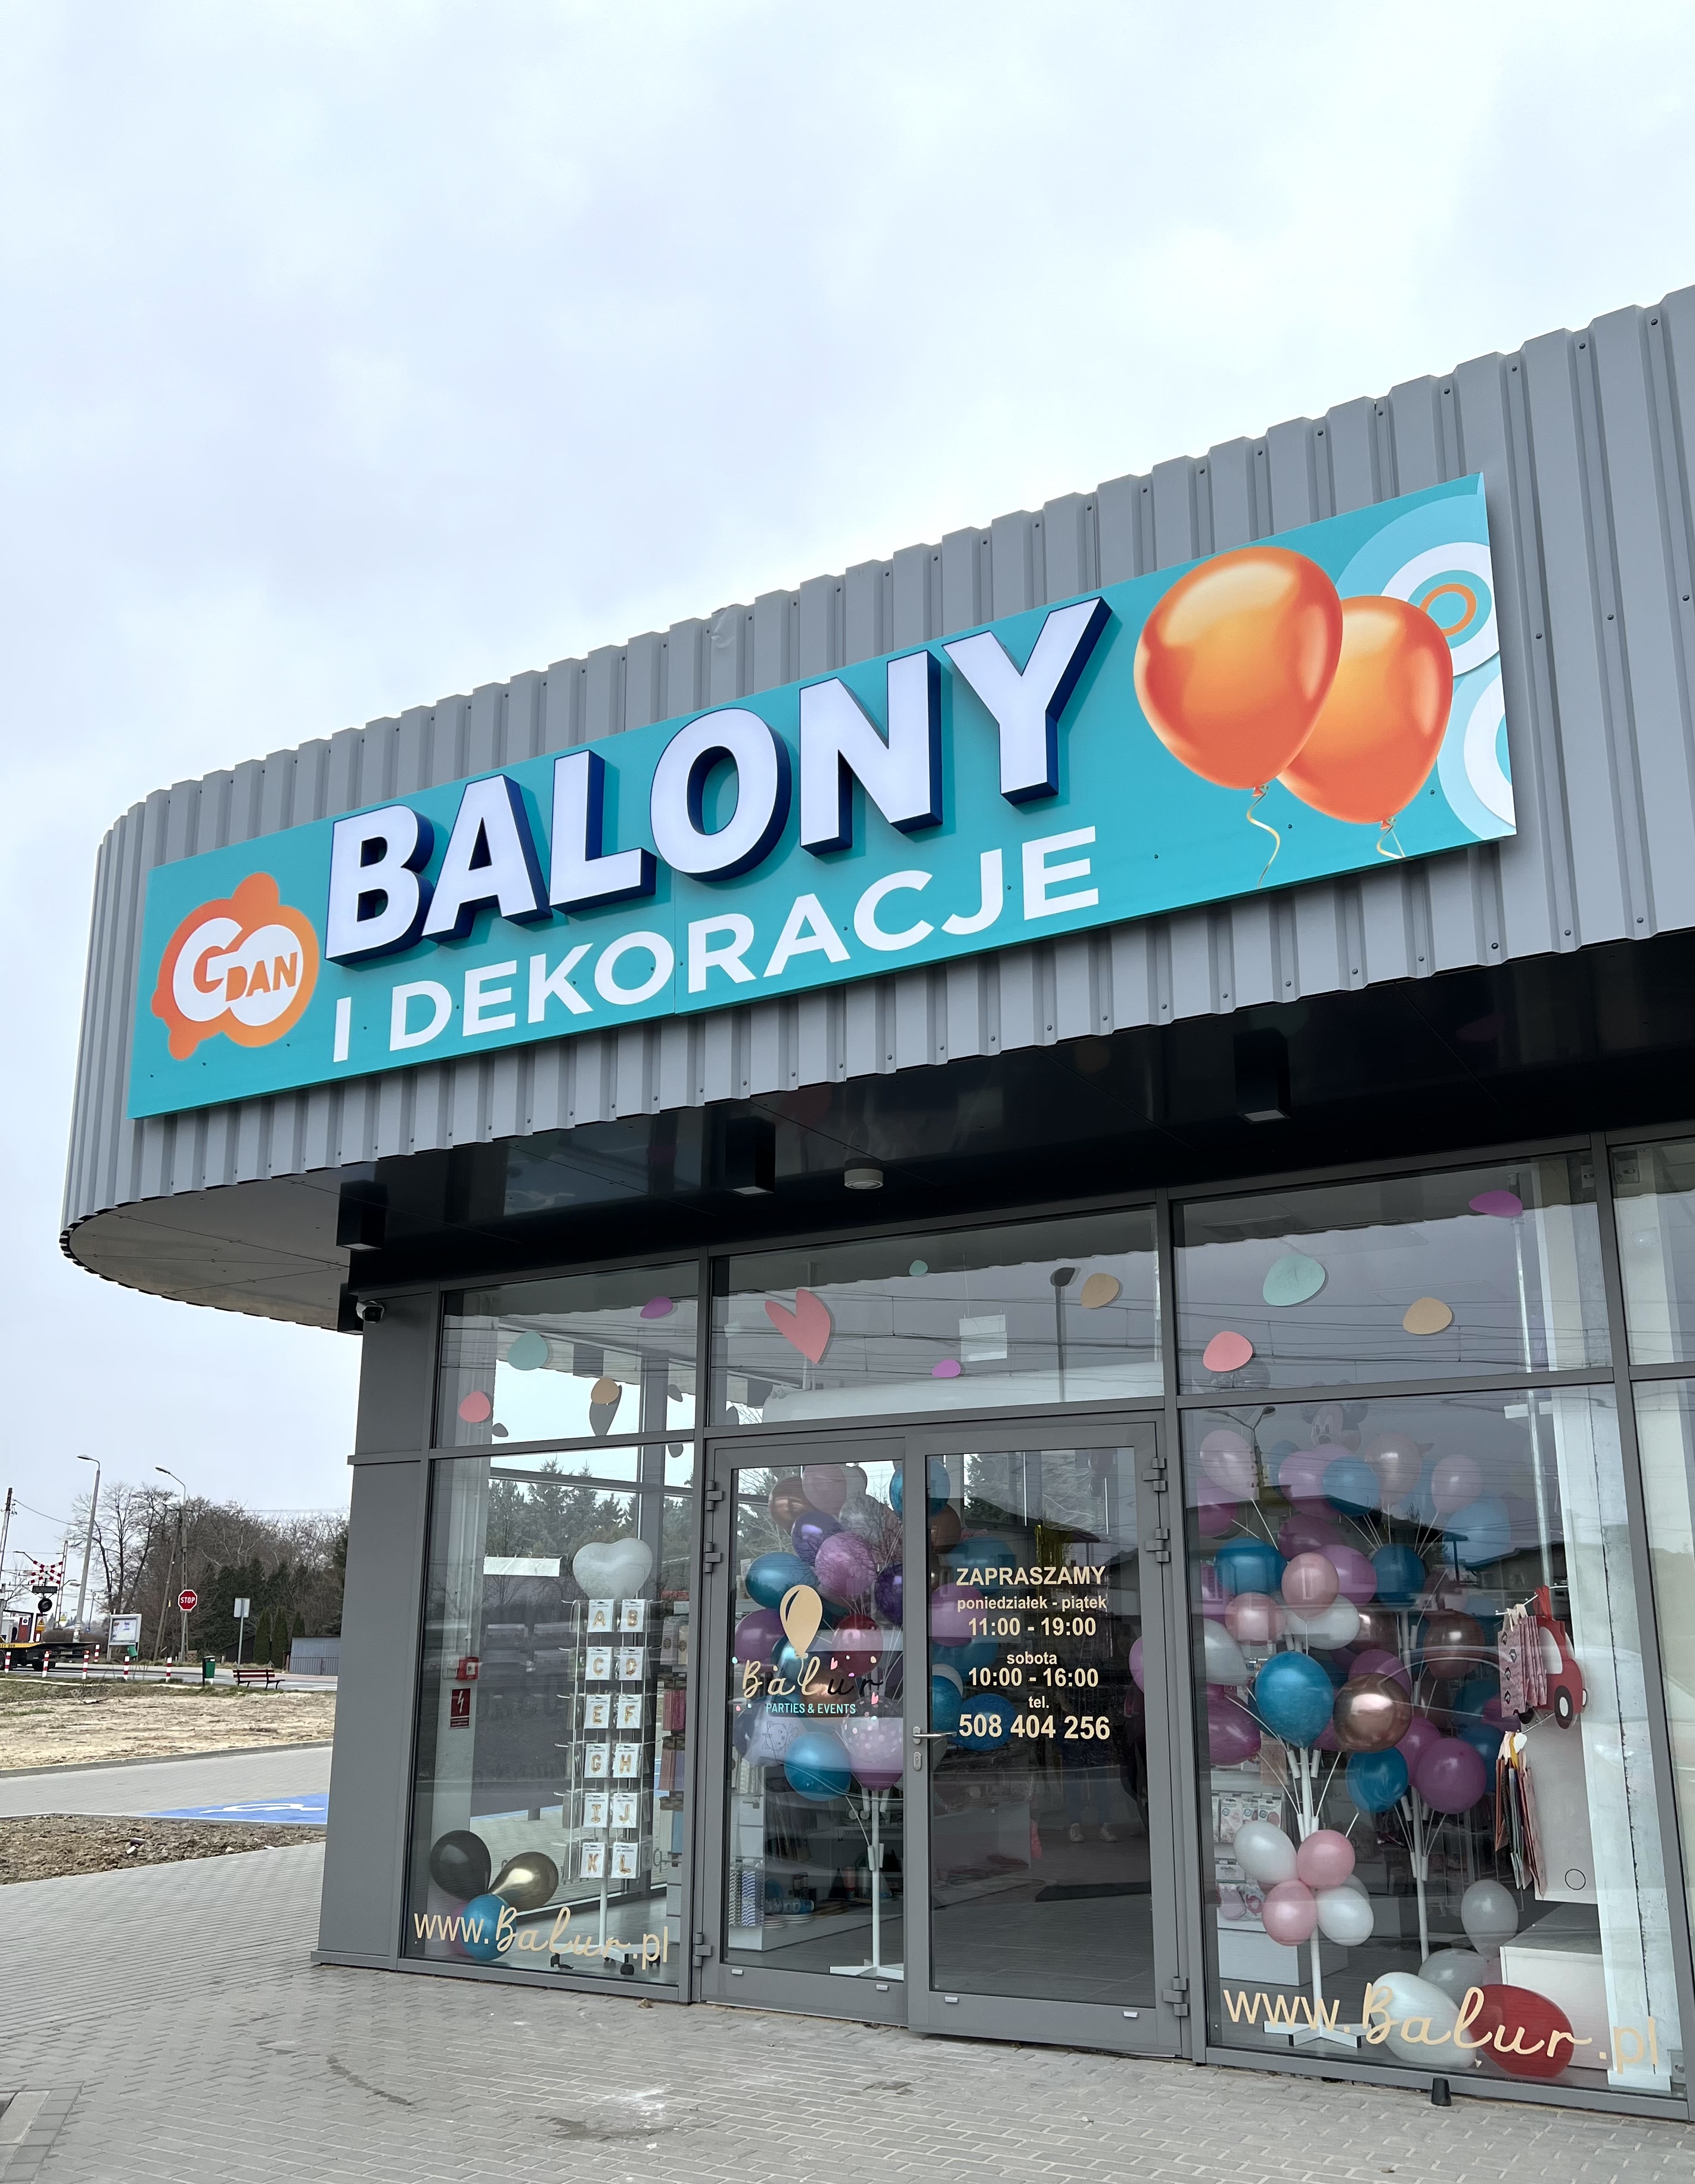 GODAN
BALONY
I DEKORACJE
STOP
A B
C D
E F
G H
I J
K L
Balur
PARTIES & EVENTS
ZAPRASZAMY
poniedziałek - piątek
11:00 - 19:00
sobota
10:00 - 16:00
tel.
508 404 256
www.Balur.pl
www.Balur.pl